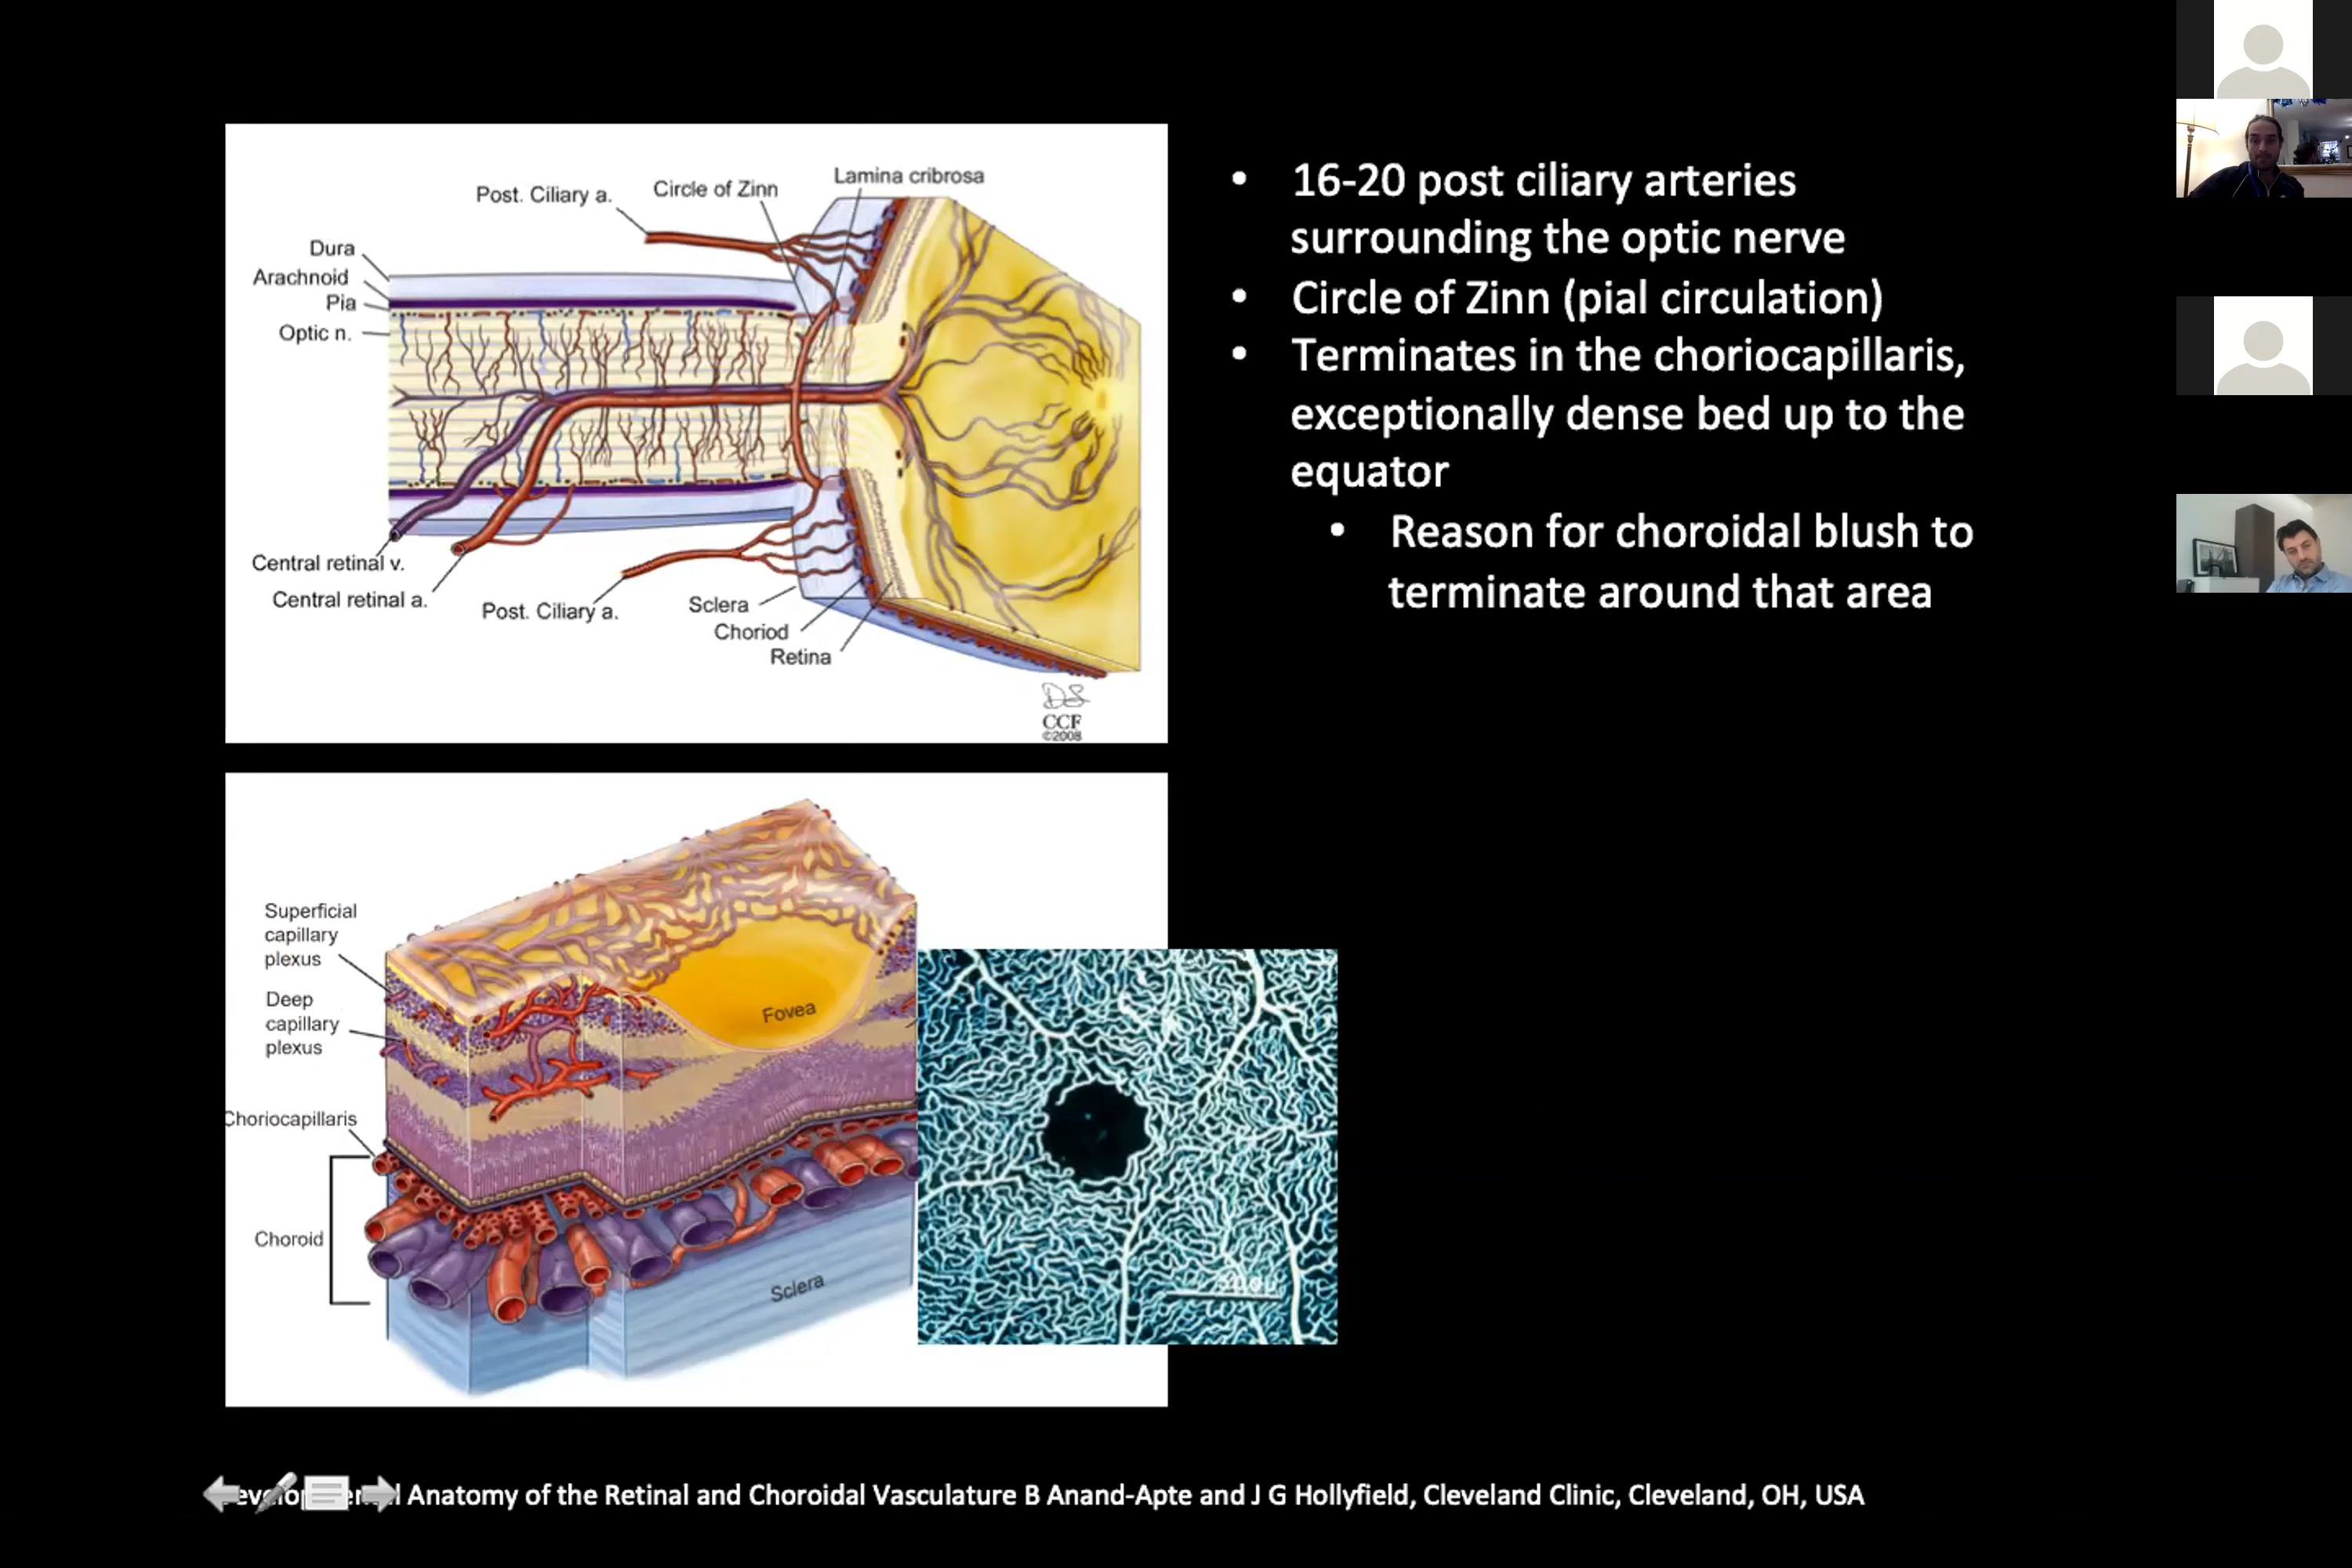 Post. Ciliary a.
Circle of Zinn
Lamina cribrosa
Dura
Arachnoid
Pia
Optic n.
Central retinal v.
Central retinal a.
Post. Ciliary a.
Sclera
Choriod
Retina
DS
CCF
©2008
• 16-20 post ciliary arteries
surrounding the optic nerve
• Circle of Zinn (pial circulation)
• Terminates in the choriocapillaris,
exceptionally dense bed up to the
equator
• Reason for choroidal blush to
terminate around that area
Superficial
capillary
plexus
Deep
capillary
plexus
Choriocapillaris
Choroid
Fovea
Sclera
Anatomy of the Retinal and Choroidal Vasculature B Anand-Apte and J G Hollyfield, Cleveland Clinic, Cleveland, OH, USA